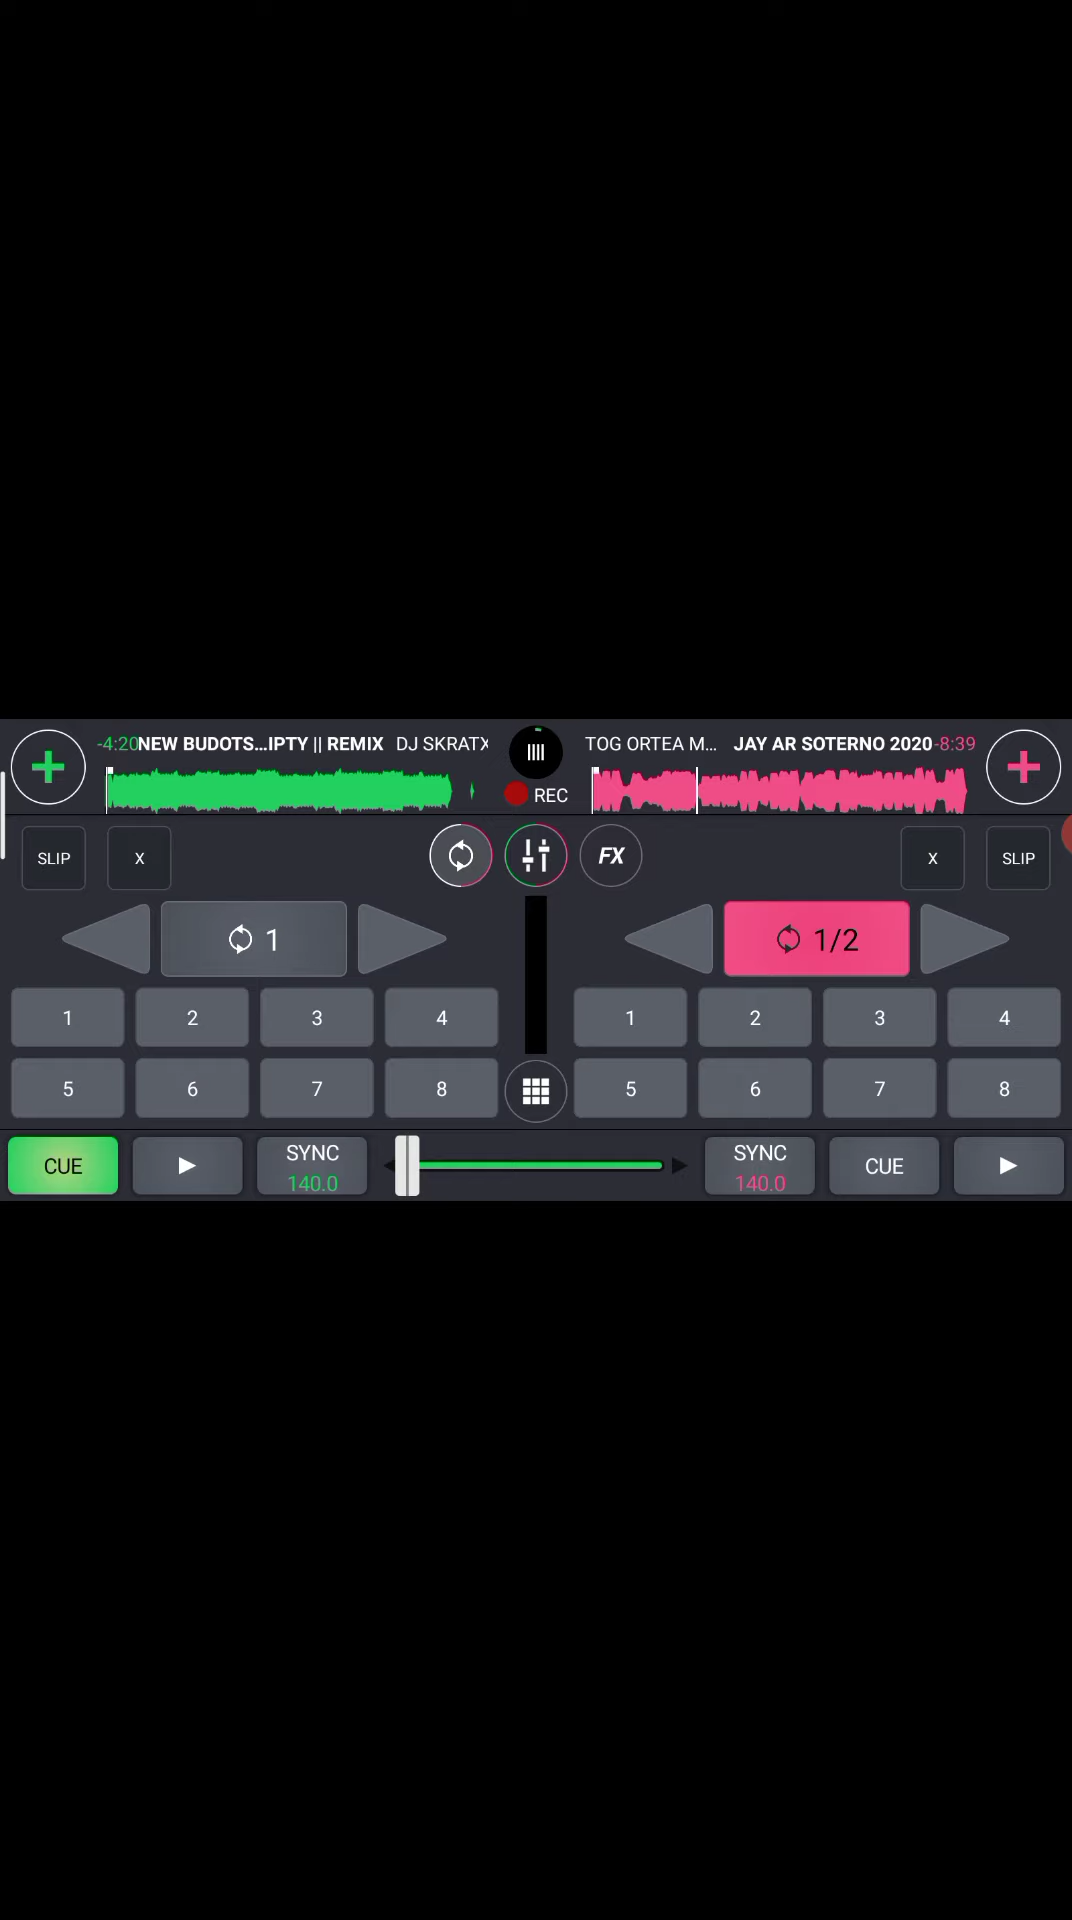 -4:20 NEW BUDOTS...IPTY || REMIX DJ SKRATX
TOG ORTEA M... JAY AR SOTERNO 2020 -8:39
REC
SLIP X FX X SLIP
1 1/2
1 2 3 4 1 2 3 4
5 6 7 8 5 6 7 8
CUE SYNC SYNC CUE
140.0 140.0